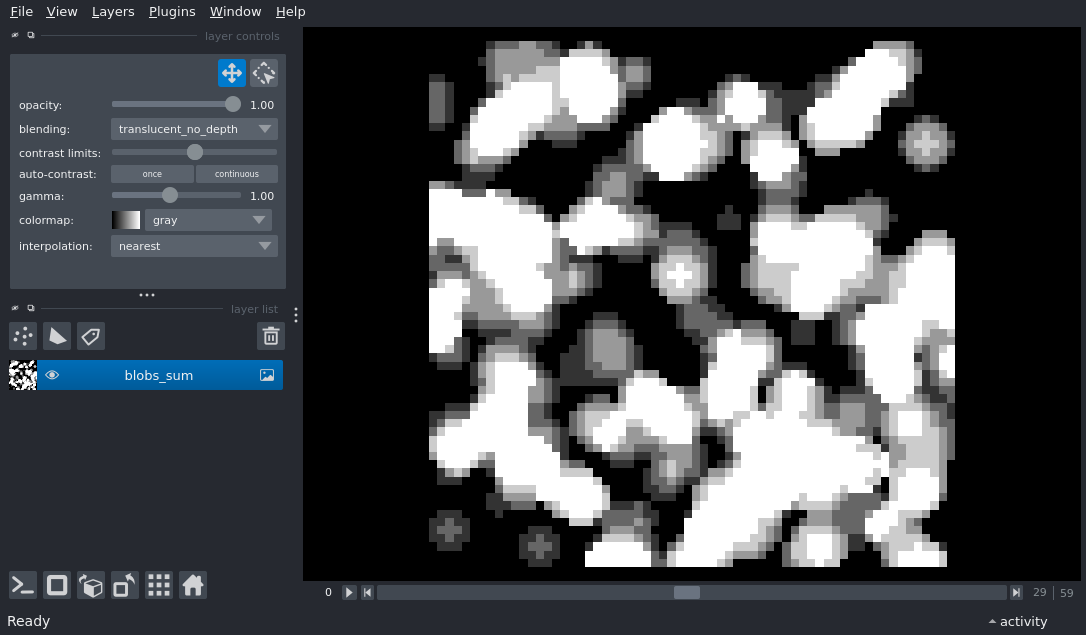 File View Layers Plugins Window Help
layer controls
opacity: 1.00
blending: translucent_no_depth
contrast limits:
auto-contrast: once continuous
gamma: 1.00
colormap: gray
interpolation: nearest
layer list
blobs_sum
0 29 59
Ready activity